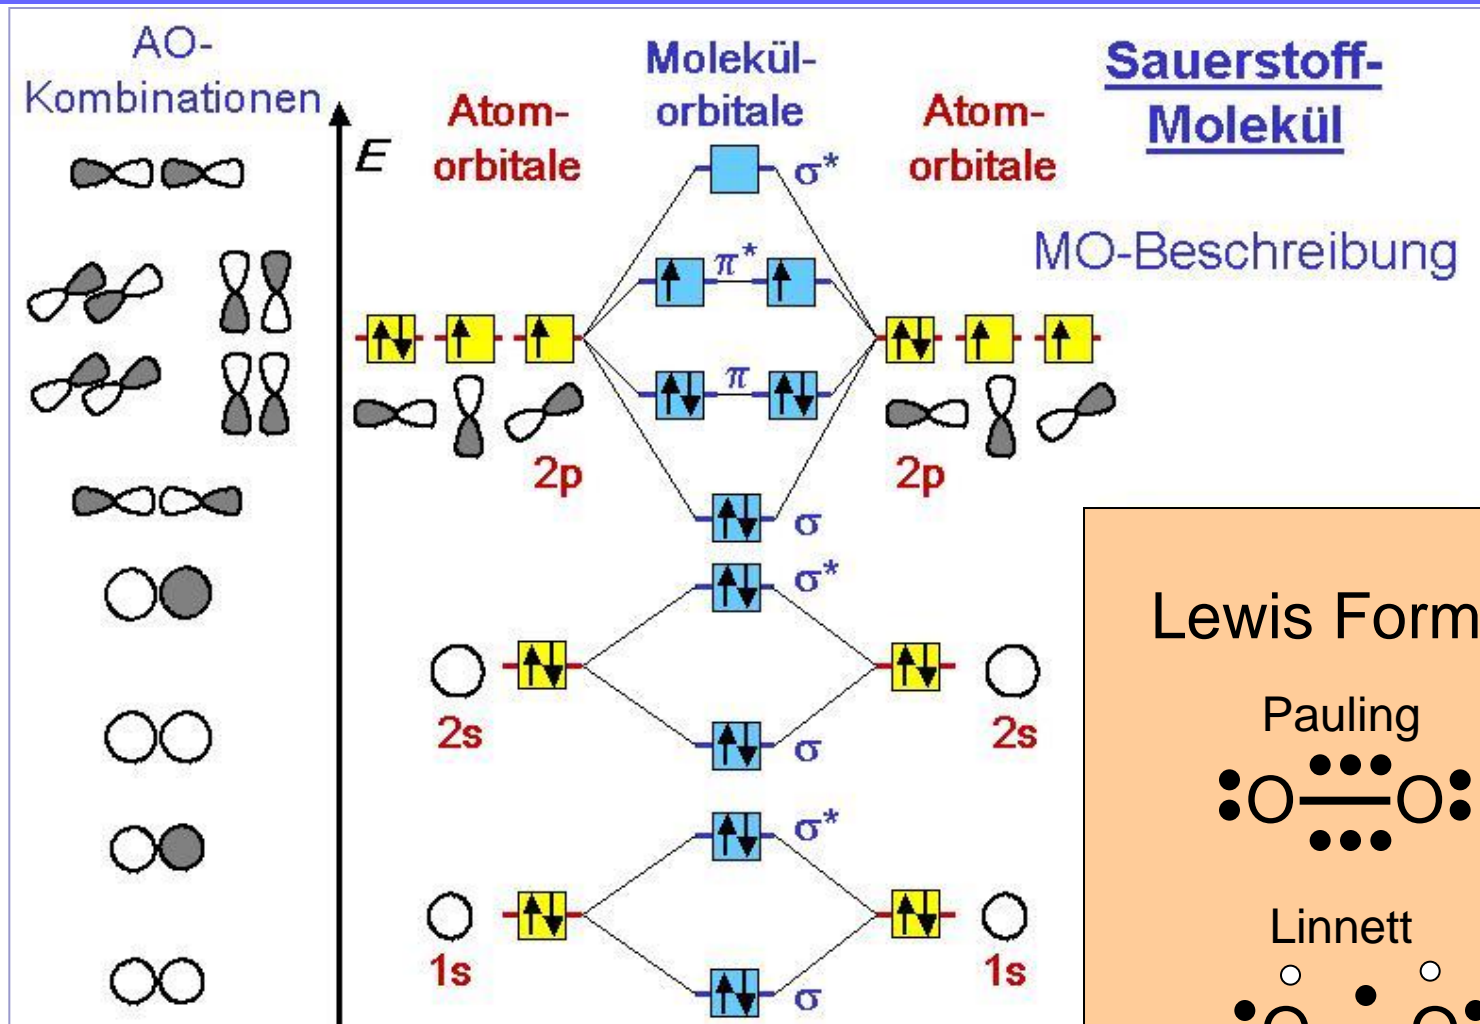 AO-
Kombinationen
E
Atom-
orbitale
Molekül-
orbitale
Atom-
orbitale
Sauerstoff-
Molekül
MO-Beschreibung
σ*
π*
π
2p
2p
σ
σ*
2s
2s
σ
σ*
1s
1s
σ
Lewis Form
Pauling
O O
Linnett
O O